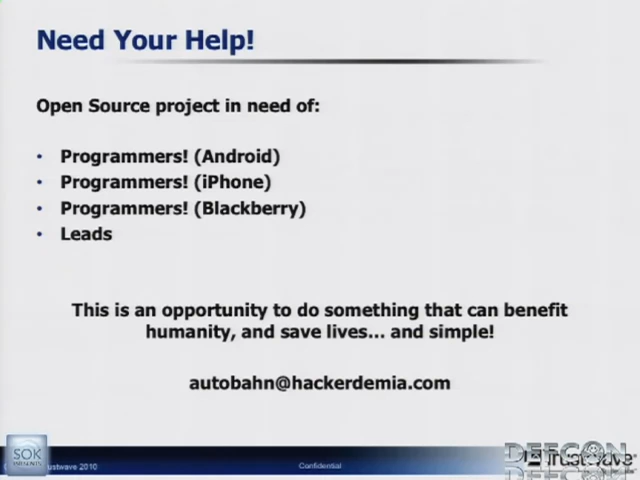 Need Your Help!
Open Source project in need of:
• Programmers! (Android)
• Programmers! (iPhone)
• Programmers! (Blackberry)
• Leads
This is an opportunity to do something that can benefit
humanity, and save lives... and simple!
autobahn@hackerdemia.com
SOK
Trustwave 2010
Confidential
DEFCON
Trustwave